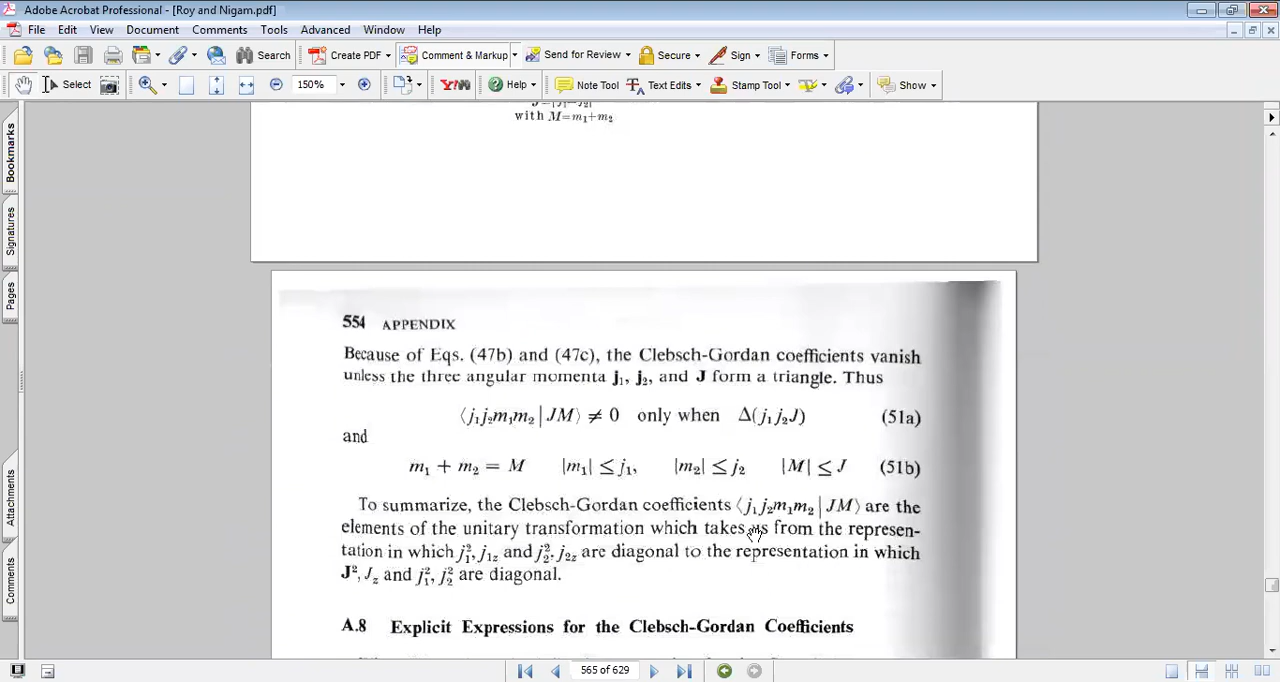 Adobe Acrobat Professional - [Roy and Nigam.pdf]
File Edit View Document Comments Tools Advanced Window Help
Search Create PDF Comment & Markup Send for Review Secure Sign Forms
Select 150% Y! Help Note Tool Text Edits Stamp Tool Show
Bookmarks
Signatures
Pages
Attachments
Comments
with M=m₁+m₂
554 APPENDIX
Because of Eqs. (47b) and (47c), the Clebsch-Gordan coefficients vanish
unless the three angular momenta j₁, j₂, and J form a triangle. Thus
⟨j₁j₂m₁m₂|JM⟩ ≠ 0 only when Δ(j₁j₂J) (51a)
and
m₁ + m₂ = M |m₁| ≤ j₁, |m₂| ≤ j₂ |M| ≤ J (51b)
To summarize, the Clebsch-Gordan coefficients ⟨j₁j₂m₁m₂|JM⟩ are the
elements of the unitary transformation which takes us from the represen-
tation in which j₁², j₁z and j₂², j₂z are diagonal to the representation in which
J², Jz and j₁², j₂² are diagonal.
A.8 Explicit Expressions for the Clebsch-Gordan Coefficients
565 of 629